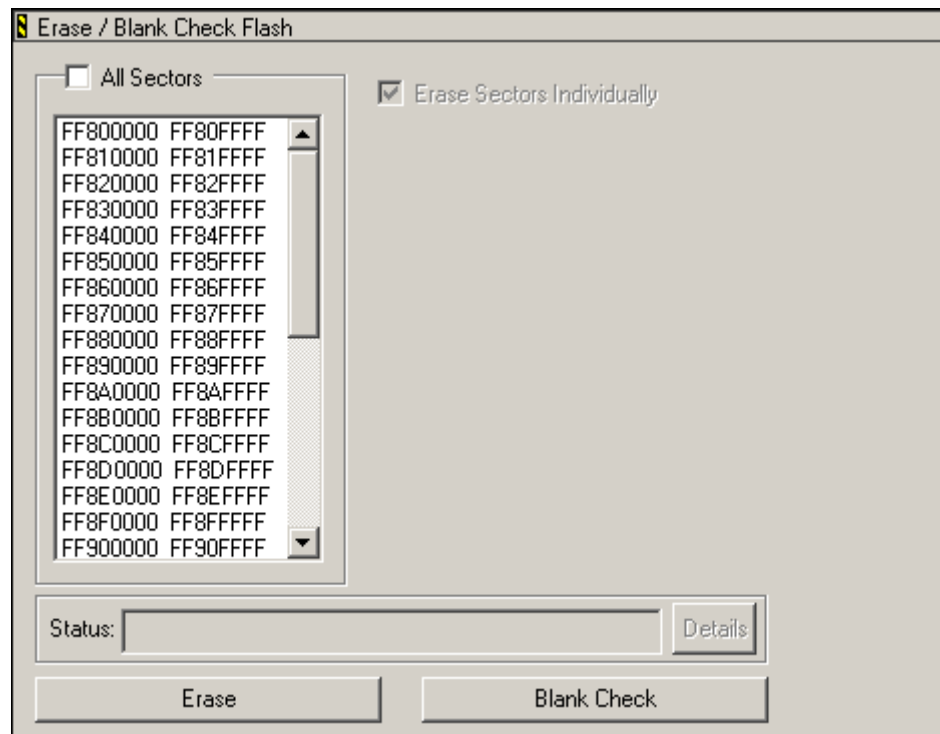 Erase / Blank Check Flash
All Sectors
Erase Sectors Individually
FF800000 FF80FFFF
FF810000 FF81FFFF
FF820000 FF82FFFF
FF830000 FF83FFFF
FF840000 FF84FFFF
FF850000 FF85FFFF
FF860000 FF86FFFF
FF870000 FF87FFFF
FF880000 FF88FFFF
FF890000 FF89FFFF
FF8A0000 FF8AFFFF
FF8B0000 FF8BFFFF
FF8C0000 FF8CFFFF
FF8D0000 FF8DFFFF
FF8E0000 FF8EFFFF
FF8F0000 FF8FFFFF
FF900000 FF90FFFF
Status: Details
Erase Blank Check